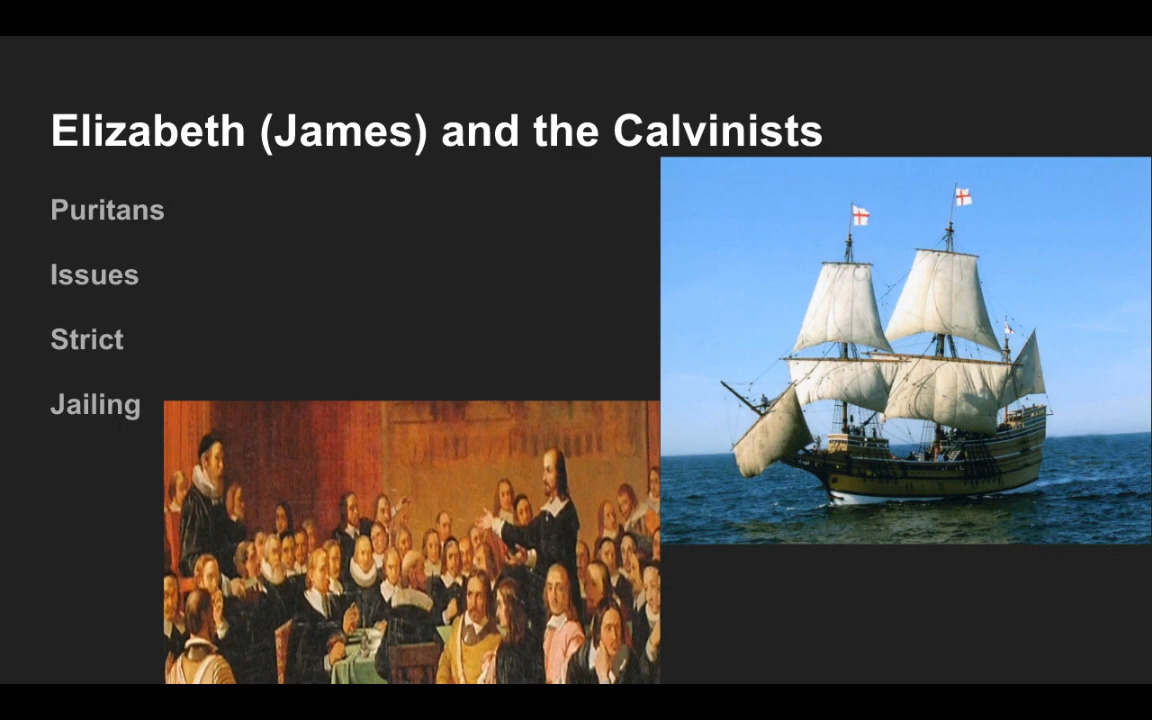 Elizabeth (James) and the Calvinists
Puritans
Issues
Strict
Jailing